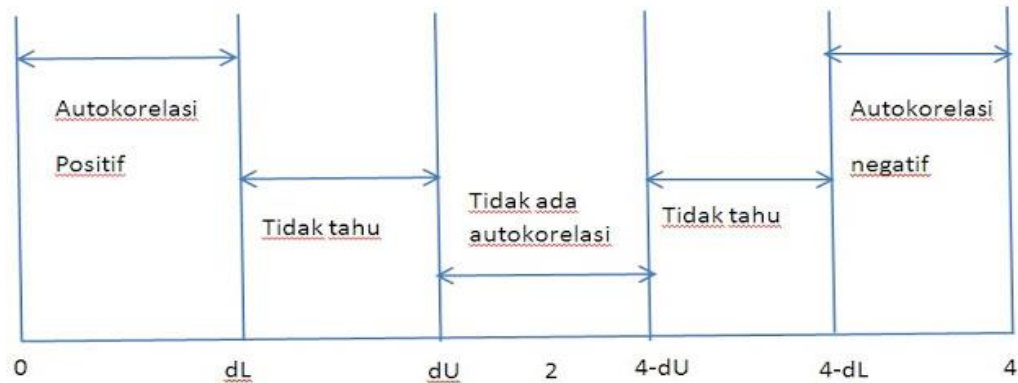 Autokorelasi
Positif
Tidak tahu
Tidak ada
autokorelasi
Tidak tahu
Autokorelasi
negatif
0 dL dU 2 4-dU 4-dL 4